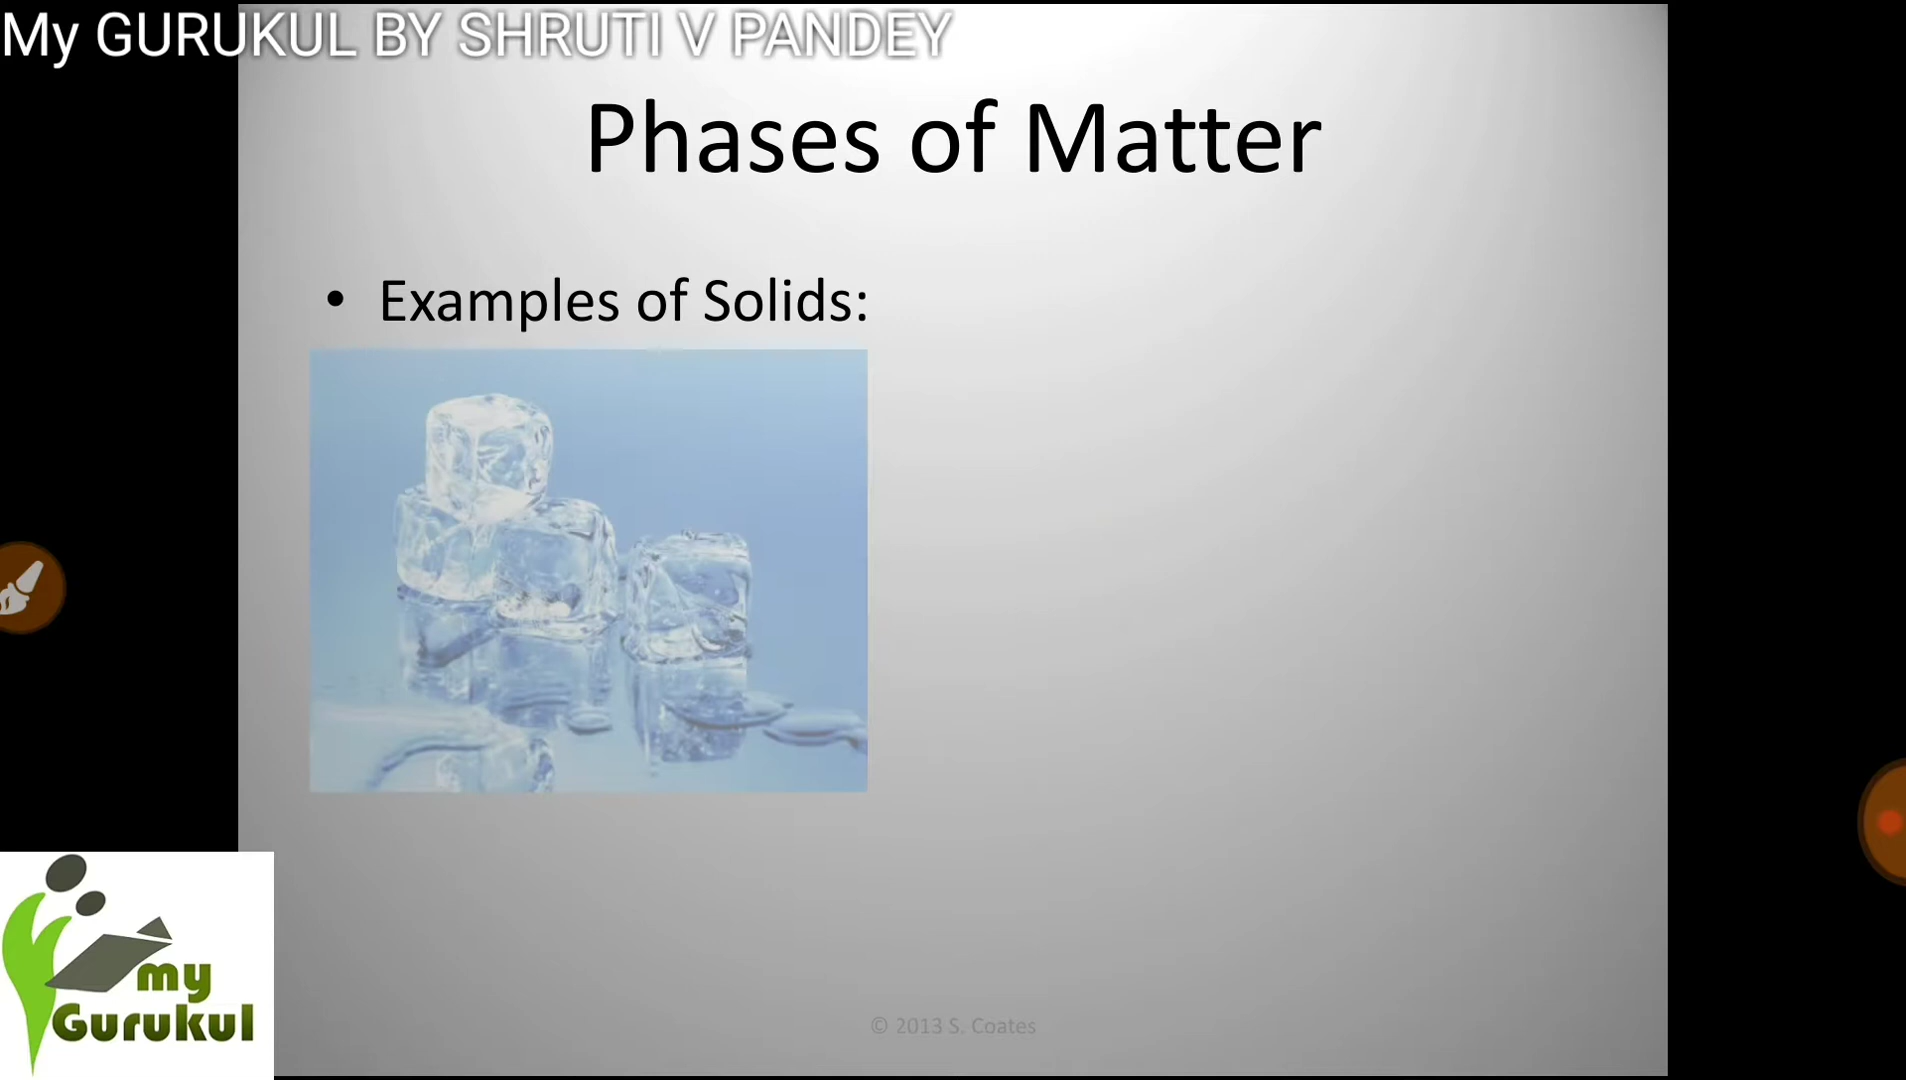 My GURUKUL BY SHRUTI V PANDEY
Phases of Matter
• Examples of Solids:
my
Gurukul
© 2013 S. Coates